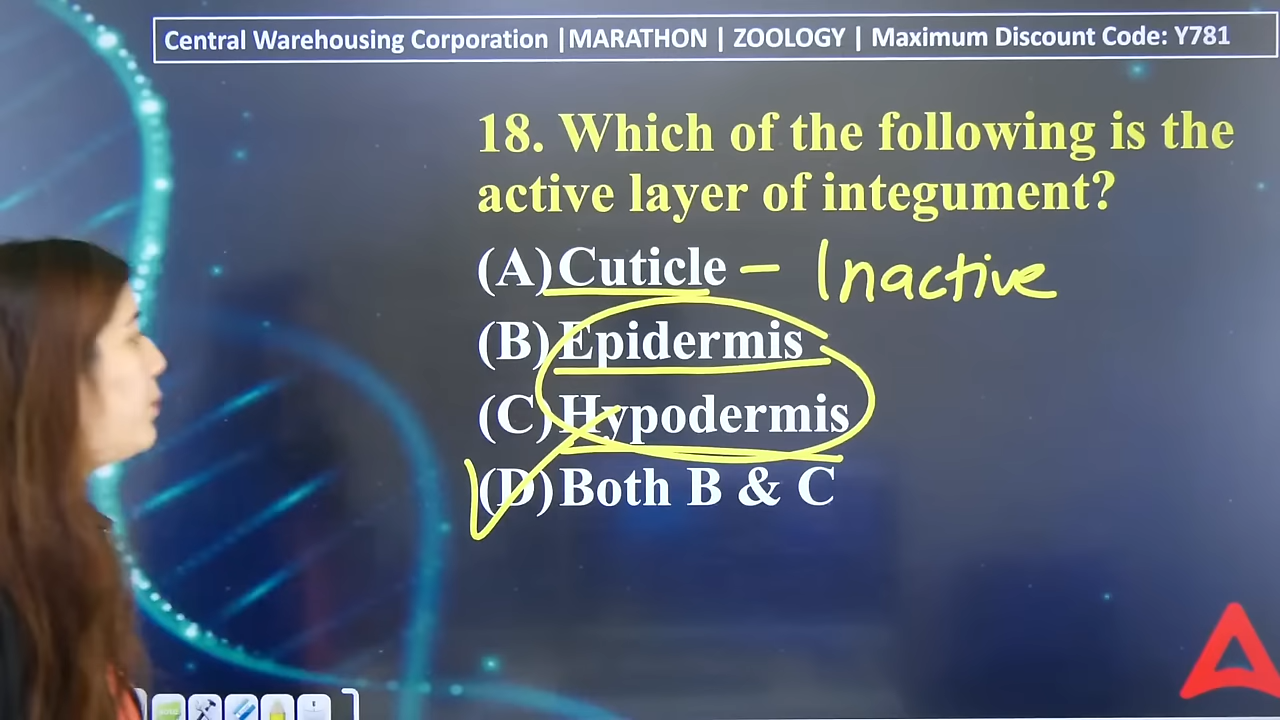 Central Warehousing Corporation |MARATHON | ZOOLOGY | Maximum Discount Code: Y781
18. Which of the following is the
active layer of integument?
(A) Cuticle - Inactive
(B) Epidermis
(C) Hypodermis
(D) Both B & C